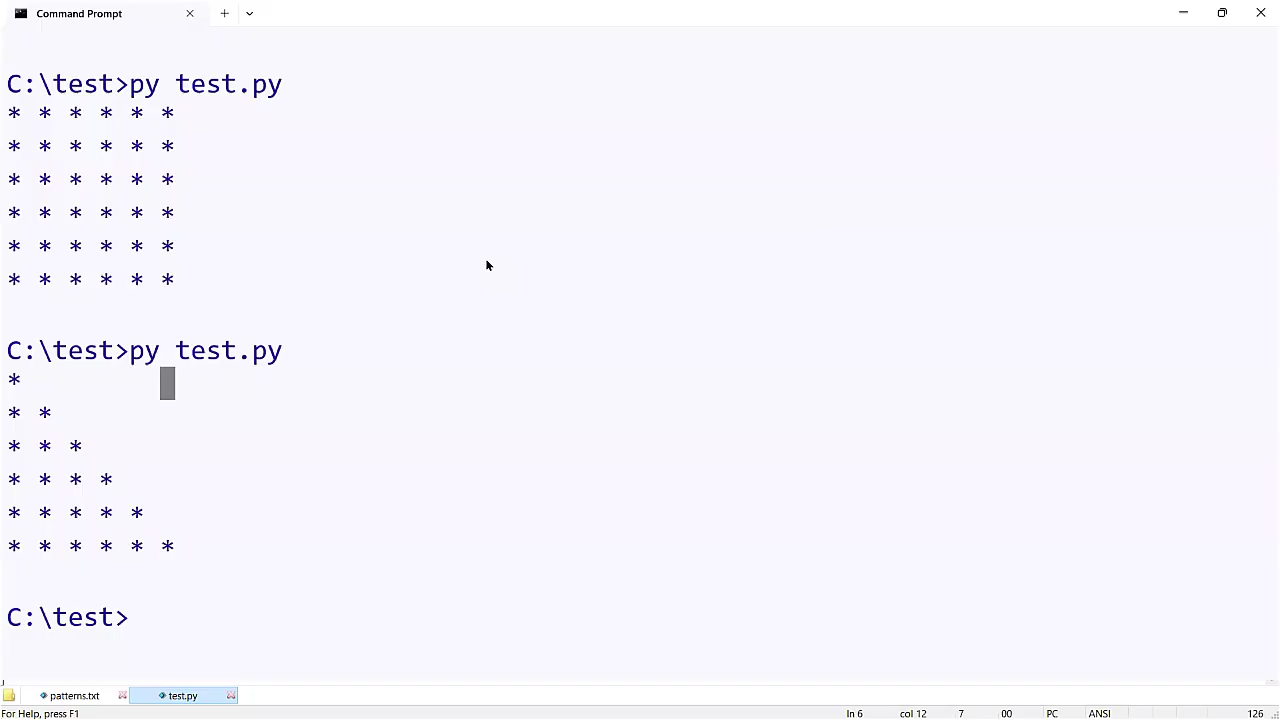 Command Prompt
C:\test>py test.py
* * * * * *
* * * * * *
* * * * * *
* * * * * *
* * * * * *
* * * * * *
C:\test>py test.py
*
* *
* * *
* * * *
* * * * *
* * * * * *
C:\test>
patterns.txt test.py
For Help, press F1 ln 6 col 12 7 00 PC ANSI 126